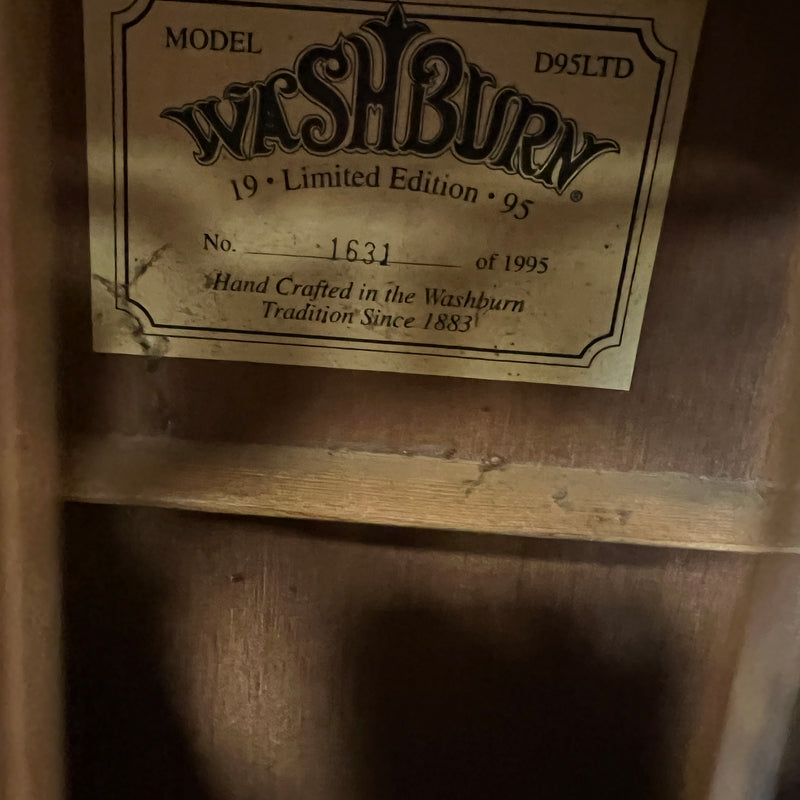 MODEL D95LTD
WASHBURN®
19 • Limited Edition • 95
No. 1631 of 1995
Hand Crafted in the Washburn
Tradition Since 1883